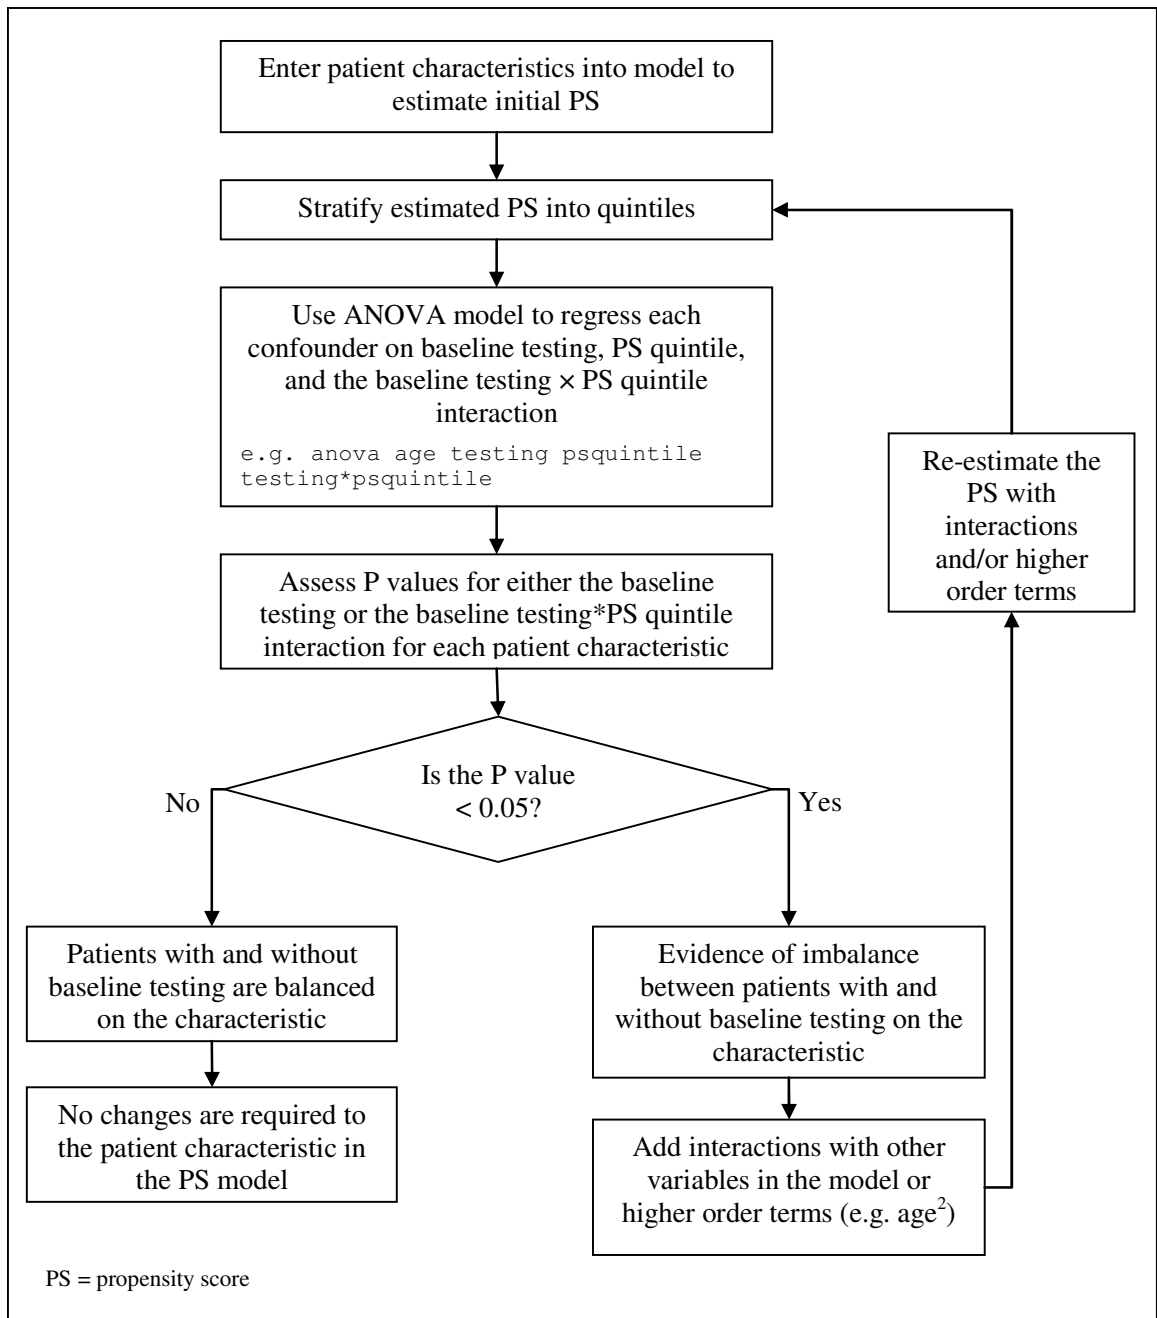 Enter patient characteristics into model to
estimate initial PS
Stratify estimated PS into quintiles
Use ANOVA model to regress each
confounder on baseline testing, PS quintile,
and the baseline testing × PS quintile
interaction
e.g. anova age testing psquintile
testing*psquintile
Re-estimate the
PS with
interactions
and/or higher
order terms
Assess P values for either the baseline
testing or the baseline testing*PS quintile
interaction for each patient characteristic
Is the P value
< 0.05?
No
Yes
Patients with and without
baseline testing are balanced
on the characteristic
Evidence of imbalance
between patients with and
without baseline testing on the
characteristic
No changes are required to
the patient characteristic in
the PS model
Add interactions with other
variables in the model or
higher order terms (e.g. age²)
PS = propensity score